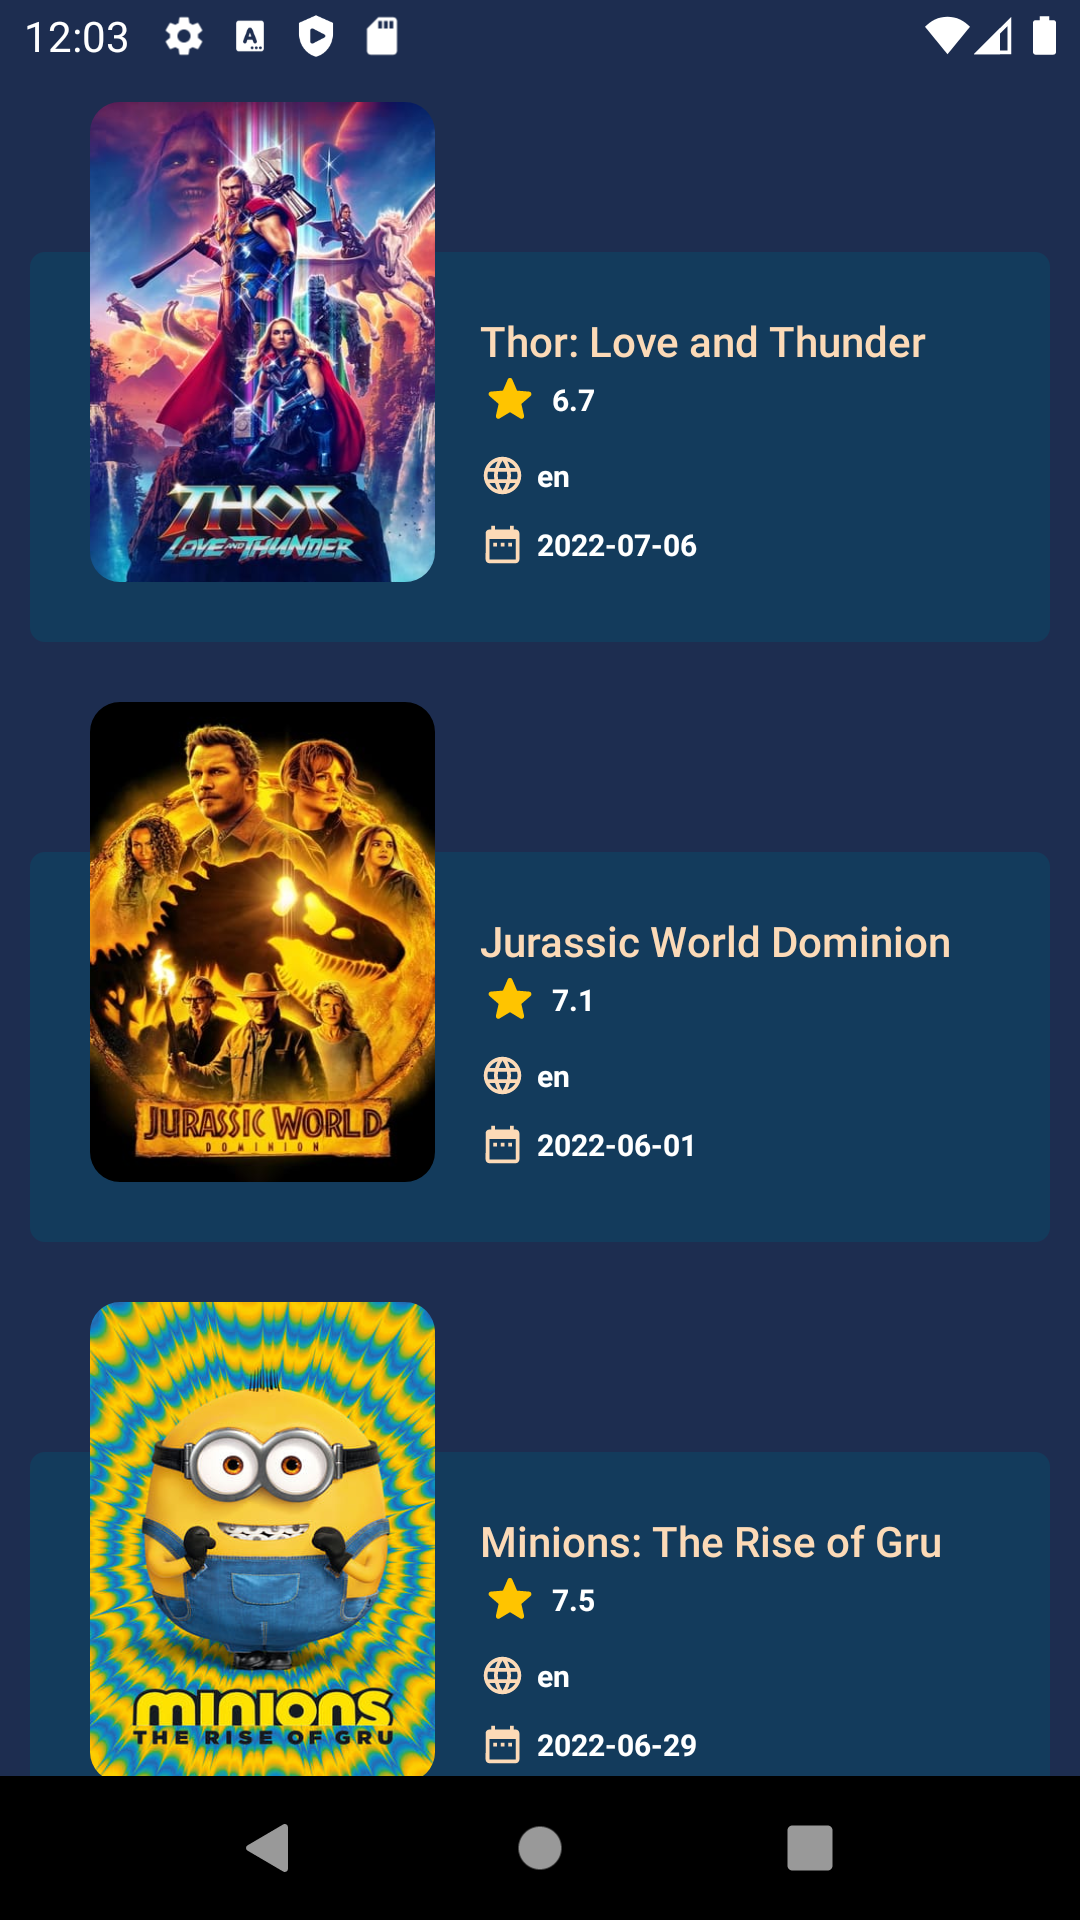 12:03
A
THOR
LOVE AND THUNDER
Thor: Love and Thunder
6.7
en
2022-07-06
JURASSIC WORLD
DOMINION
Jurassic World Dominion
7.1
en
2022-06-01
minions
THE RISE OF GRU
Minions: The Rise of Gru
7.5
en
2022-06-29